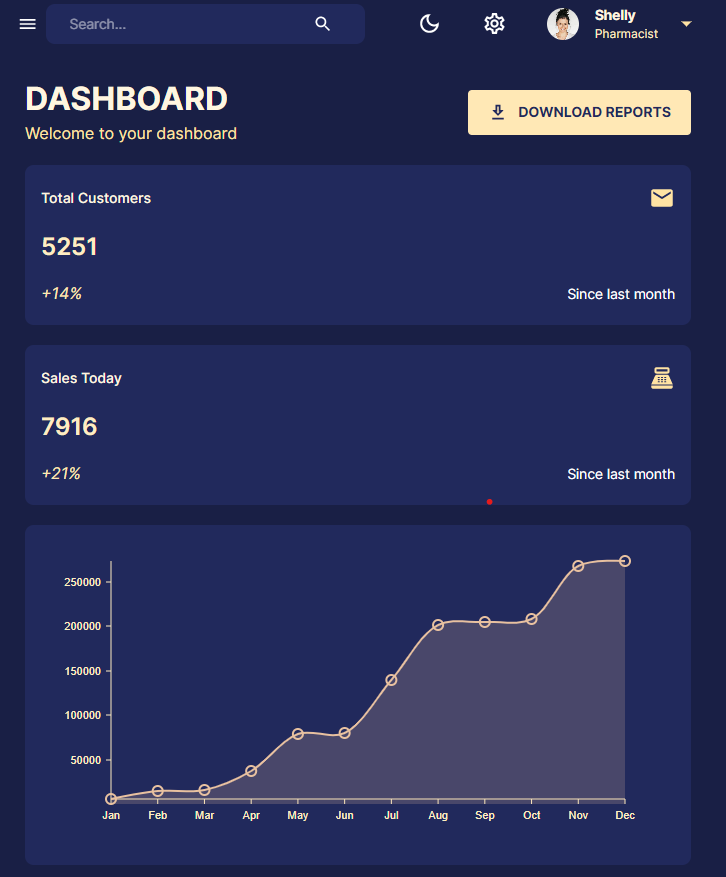 Search...
Shelly
Pharmacist
DASHBOARD
Welcome to your dashboard
DOWNLOAD REPORTS
Total Customers
5251
+14%
Since last month
Sales Today
7916
+21%
Since last month
250000
200000
150000
100000
50000
Jan Feb Mar Apr May Jun Jul Aug Sep Oct Nov Dec